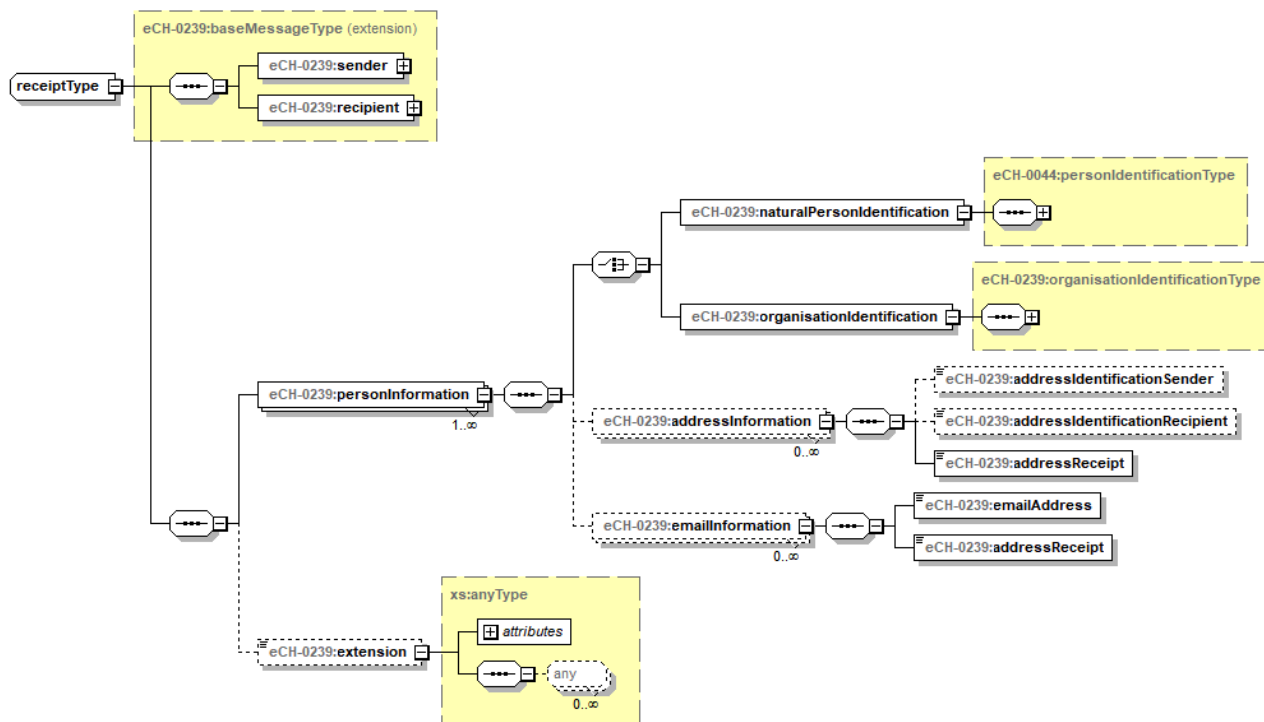 eCH-0239:baseMessageType (extension)
eCH-0239:sender
receiptType
eCH-0239:recipient
eCH-0044:personIdentificationType
eCH-0239:naturalPersonIdentification
eCH-0239:organisationIdentificationType
eCH-0239:organisationIdentification
eCH-0239:addressIdentificationSender
eCH-0239:personInformation
1..∞
eCH-0239:addressInformation
0..∞
eCH-0239:addressIdentificationRecipient
eCH-0239:addressReceipt
eCH-0239:emailAddress
eCH-0239:emailInformation
0..∞
eCH-0239:addressReceipt
xs:anyType
attributes
eCH-0239:extension
any
0..∞